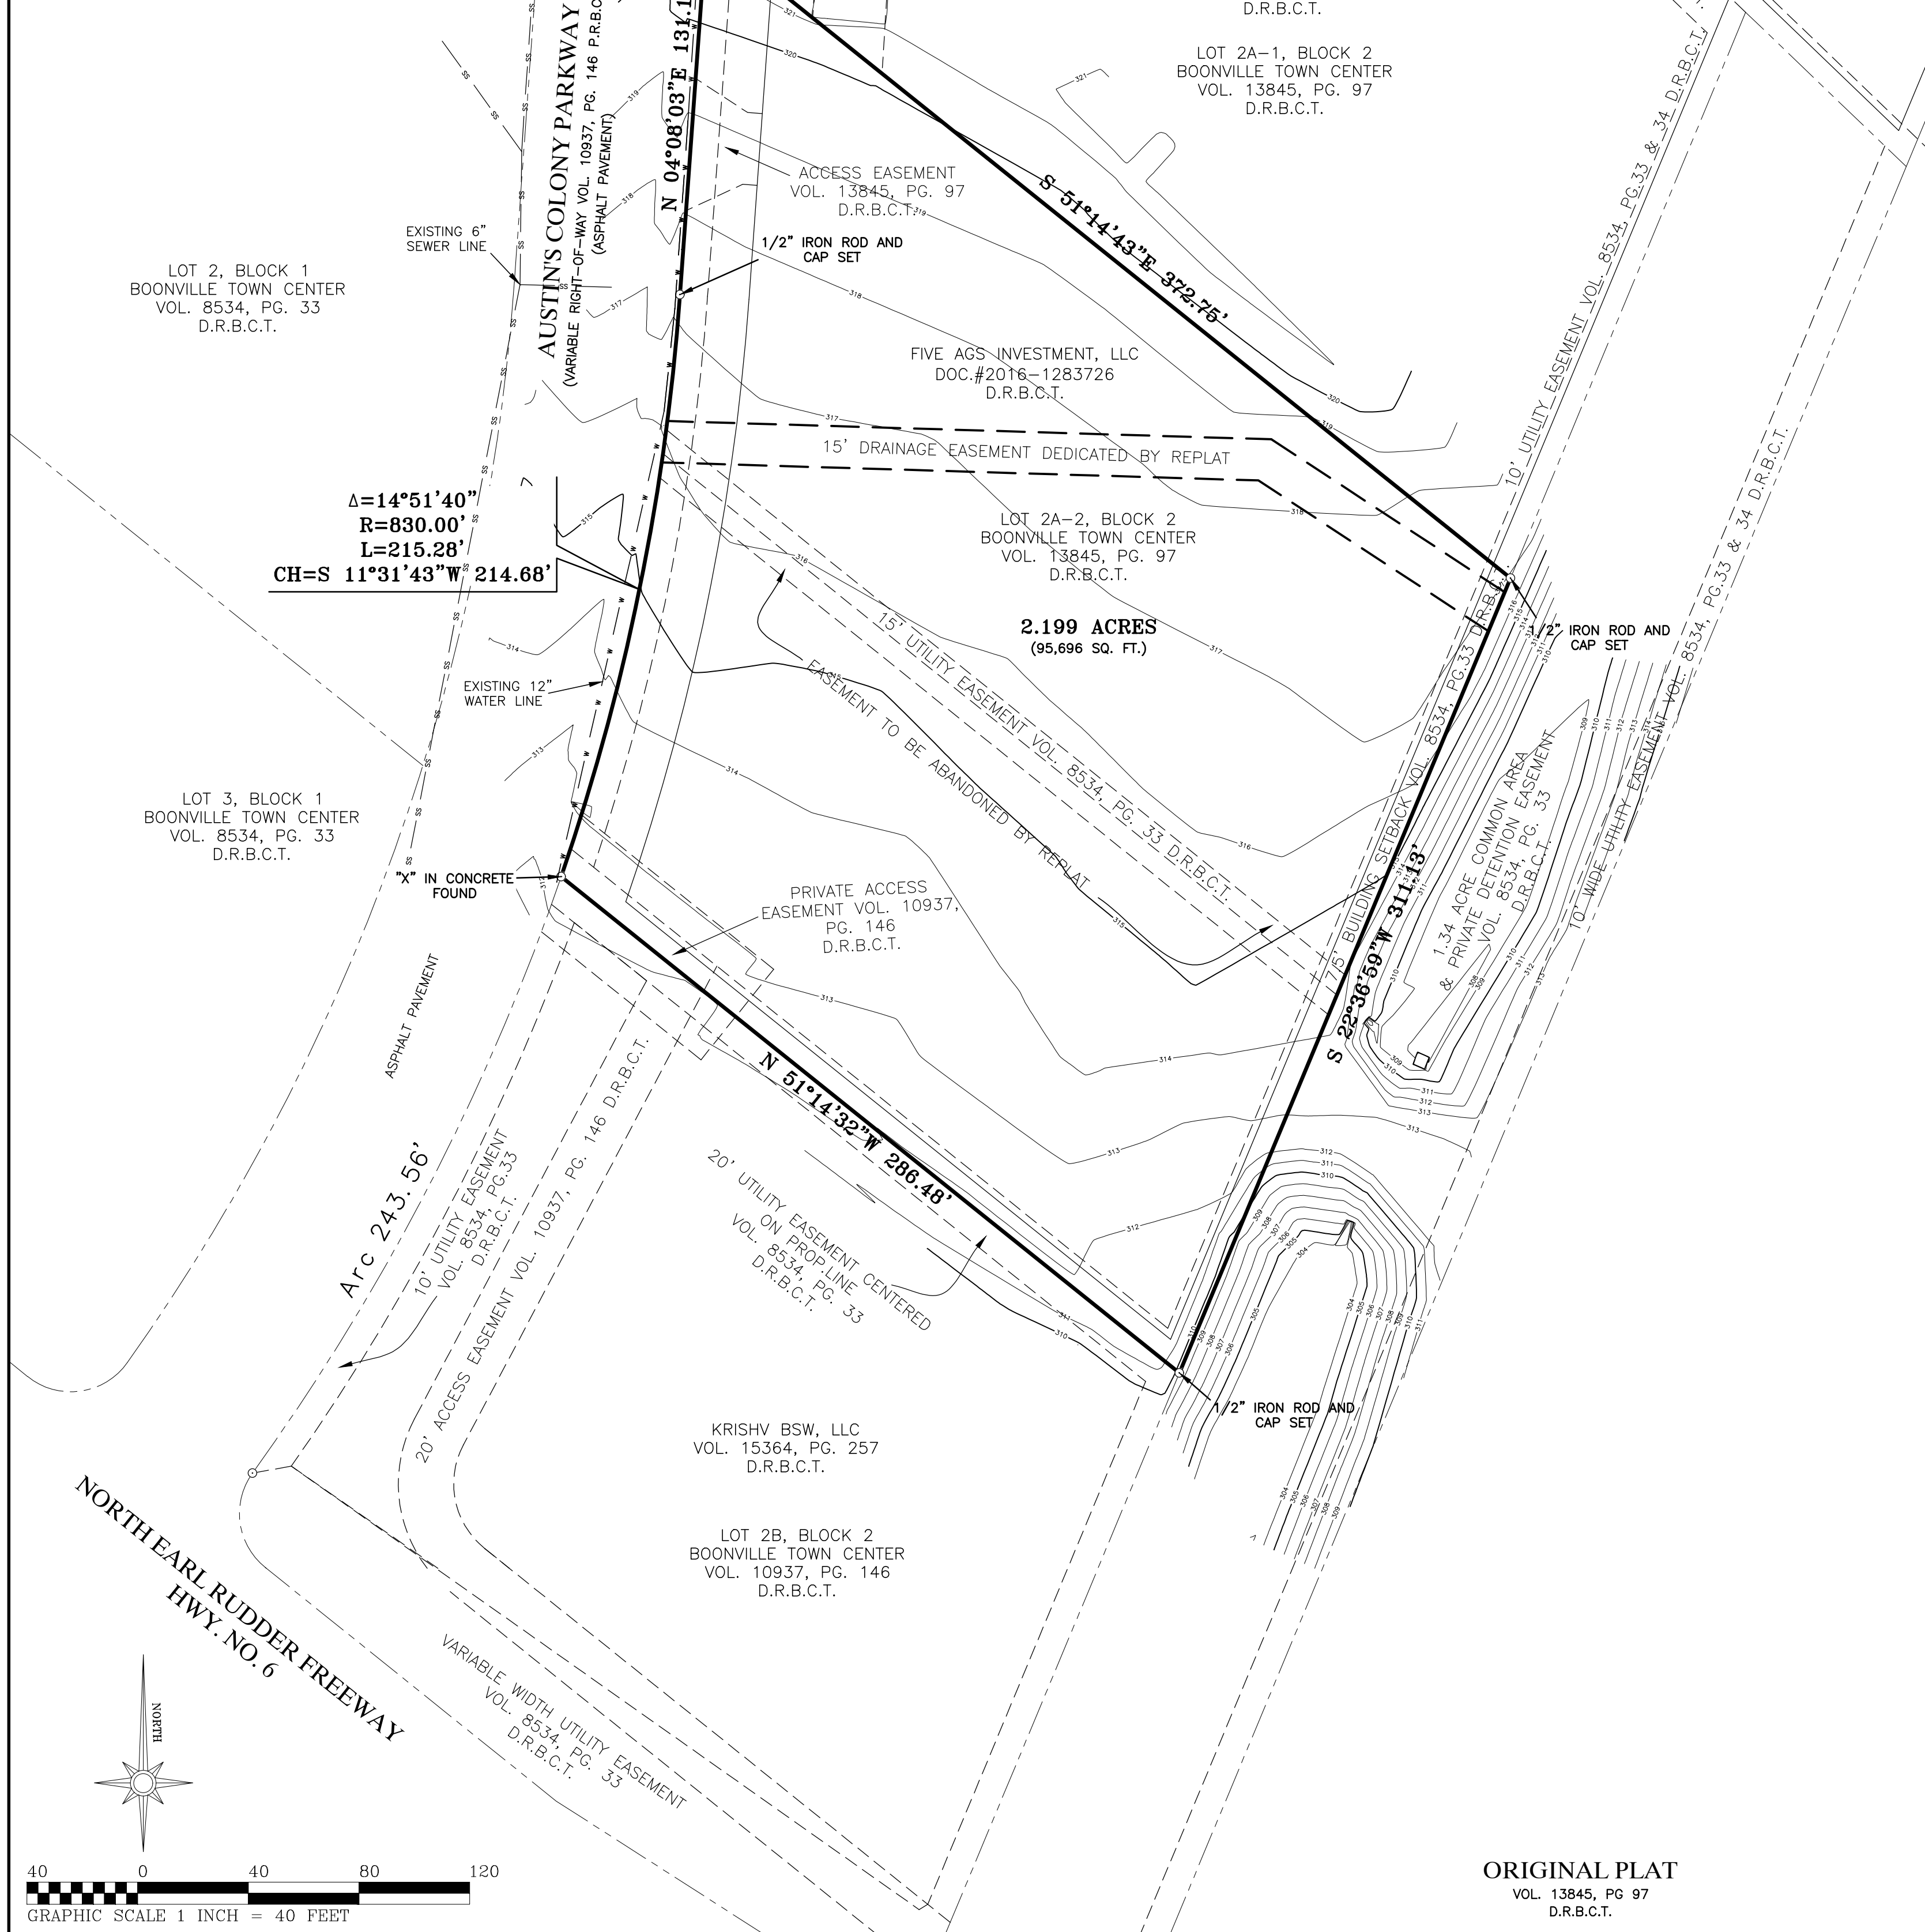 D.R.B.C.T.
LOT 2A-1, BLOCK 2
BOONVILLE TOWN CENTER
VOL. 13845, PG. 97
D.R.B.C.T.
AUSTIN'S COLONY PARKWAY
(VARIABLE RIGHT-OF-WAY VOL. 10937, PG. 146 P.R.B.C
(ASPHALT PAVEMENT)
N 04°08'03"E 131.1
ACCESS EASEMENT
VOL. 13845, PG. 97
D.R.B.C.T.
S 51°14'43"E 372.75'
10' UTILITY EASEMENT VOL. 8534, PG.33 & 34 D.R.B.C.T.
EXISTING 6"
SEWER LINE
1/2" IRON ROD AND
CAP SET
LOT 2, BLOCK 1
BOONVILLE TOWN CENTER
VOL. 8534, PG. 33
D.R.B.C.T.
FIVE AGS INVESTMENT, LLC
DOC.#2016-1283726
D.R.B.C.T.
15' DRAINAGE EASEMENT DEDICATED BY REPLAT
Δ=14°51'40"
R=830.00'
L=215.28'
CH=S 11°31'43"W 214.68'
LOT 2A-2, BLOCK 2
BOONVILLE TOWN CENTER
VOL. 13845, PG. 97
D.R.B.C.T.
2.199 ACRES
(95,696 SQ. FT.)
1/2" IRON ROD AND
CAP SET
15' UTILITY EASEMENT VOL. 8534, PG. 33 D.R.B.C.T.
EASEMENT TO BE ABANDONED BY REPLAT
EXISTING 12"
WATER LINE
7.5' BUILDING SETBACK VOL. 8534, PG.33 D.R.B.C.T.
S 22°36'59"W 311.13'
1.34 ACRE COMMON AREA
& PRIVATE DETENTION EASEMENT
VOL. 8534, PG. 33
D.R.B.C.T.
10' WIDE UTILITY EASEMENT VOL. 8534, PG.33 & 34 D.R.B.C.T.
LOT 3, BLOCK 1
BOONVILLE TOWN CENTER
VOL. 8534, PG. 33
D.R.B.C.T.
"X" IN CONCRETE
FOUND
PRIVATE ACCESS
EASEMENT VOL. 10937,
PG. 146
D.R.B.C.T.
ASPHALT PAVEMENT
N 51°14'32"W 286.48'
Arc 243.56'
10' UTILITY EASEMENT
VOL. 8534, PG.33
D.R.B.C.T.
20' ACCESS EASEMENT VOL. 10937, PG. 146 D.R.B.C.T.
20' UTILITY EASEMENT CENTERED
ON PROP.LINE
VOL. 8534, PG. 33
D.R.B.C.T.
1/2" IRON ROD AND
CAP SET
KRISHV BSW, LLC
VOL. 15364, PG. 257
D.R.B.C.T.
LOT 2B, BLOCK 2
BOONVILLE TOWN CENTER
VOL. 10937, PG. 146
D.R.B.C.T.
NORTH EARL RUDDER FREEWAY
HWY. NO. 6
VARIABLE WIDTH UTILITY EASEMENT
VOL. 8534, PG. 33
D.R.B.C.T.
NORTH
40 0 40 80 120
GRAPHIC SCALE 1 INCH = 40 FEET
ORIGINAL PLAT
VOL. 13845, PG 97
D.R.B.C.T.